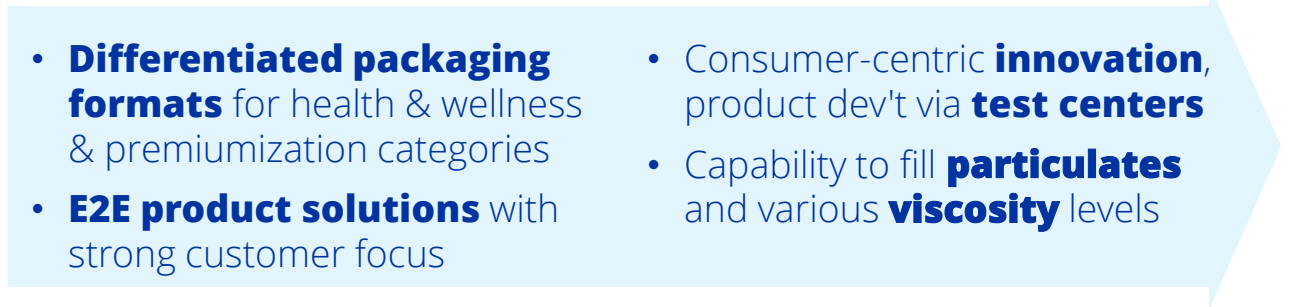 • Differentiated packaging
formats for health & wellness
& premiumization categories
• E2E product solutions with
strong customer focus
• Consumer-centric innovation,
product dev't via test centers
• Capability to fill particulates
and various viscosity levels